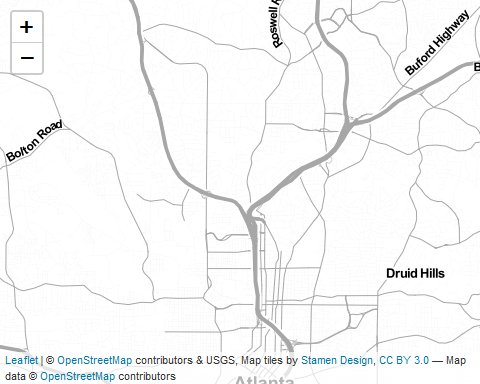 +
−
Roswell R
Buford Highway
B
Bolton Road
Druid Hills
Leaflet | © OpenStreetMap contributors & USGS, Map tiles by Stamen Design, CC BY 3.0 — Map
data © OpenStreetMap contributors
Atlanta